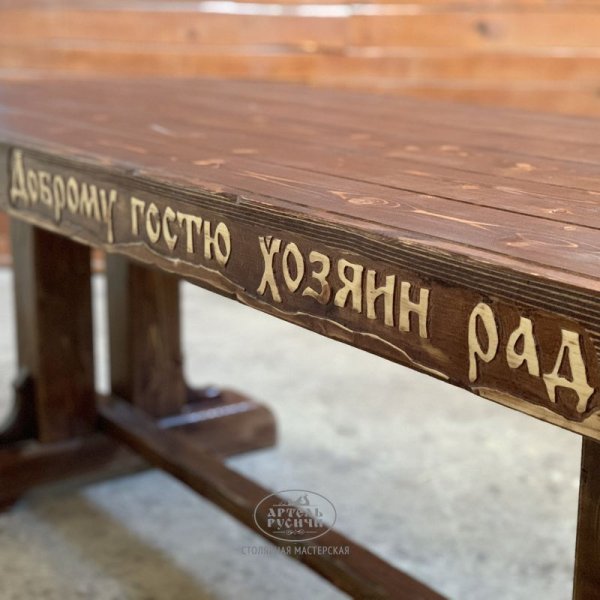 Доброму гостю хозяин рад
АРТЕЛЬ
РУСИЧИ
СТОЛЯРНАЯ МАСТЕРСКАЯ